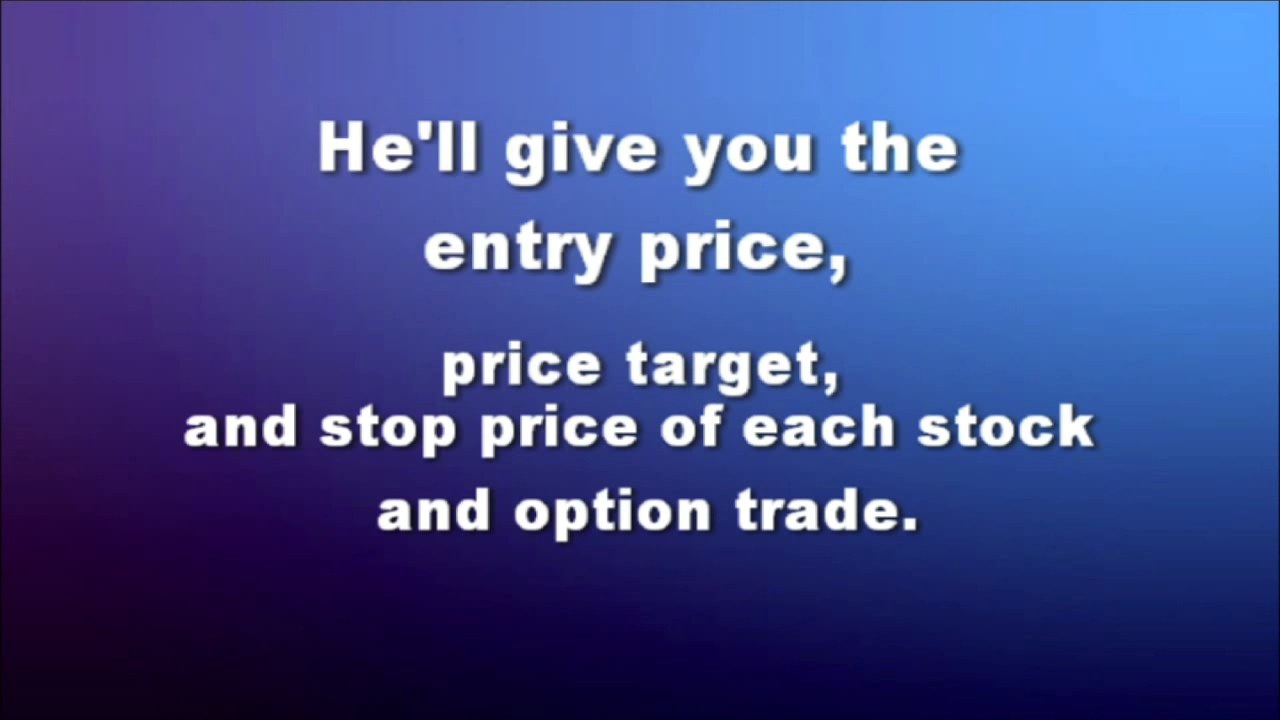 He'll give you the
entry price,
price target,
and stop price of each stock
and option trade.